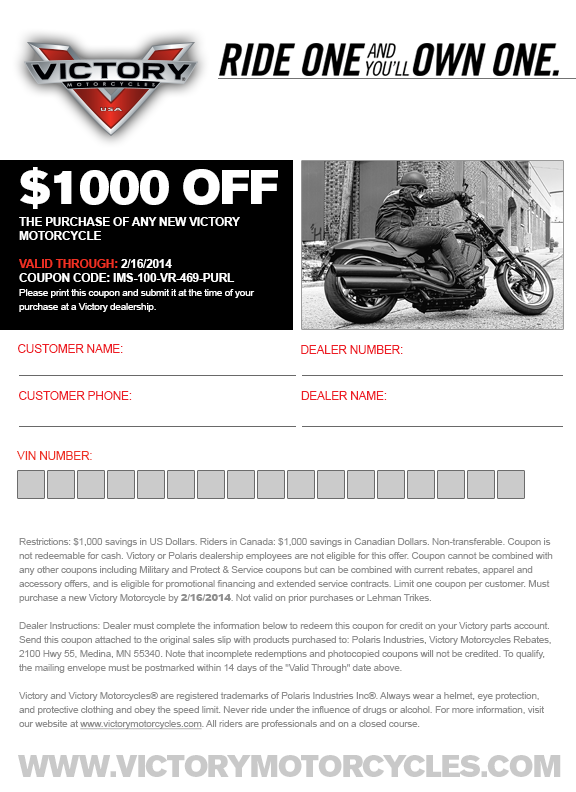 VICTORY
MOTORCYCLES
USA
RIDE ONE AND YOU'LL OWN ONE.
$1000 OFF
THE PURCHASE OF ANY NEW VICTORY
MOTORCYCLE
VALID THROUGH: 2/16/2014
COUPON CODE: IMS-100-VR-469-PURL
Please print this coupon and submit it at the time of your
purchase at a Victory dealership.
CUSTOMER NAME:
DEALER NUMBER:
CUSTOMER PHONE:
DEALER NAME:
VIN NUMBER:
Restrictions: $1,000 savings in US Dollars. Riders in Canada: $1,000 savings in Canadian Dollars. Non-transferable. Coupon is
not redeemable for cash. Victory or Polaris dealership employees are not eligible for this offer. Coupon cannot be combined with
any other coupons including Military and Protect & Service coupons but can be combined with current rebates, apparel and
accessory offers, and is eligible for promotional financing and extended service contracts. Limit one coupon per customer. Must
purchase a new Victory Motorcycle by 2/16/2014. Not valid on prior purchases or Lehman Trikes.
Dealer Instructions: Dealer must complete the information below to redeem this coupon for credit on your Victory parts account.
Send this coupon attached to the original sales slip with products purchased to: Polaris Industries, Victory Motorcycles Rebates,
2100 Hwy 55, Medina, MN 55340. Note that incomplete redemptions and photocopied coupons will not be credited. To qualify,
the mailing envelope must be postmarked within 14 days of the "Valid Through" date above.
Victory and Victory Motorcycles® are registered trademarks of Polaris Industries Inc®. Always wear a helmet, eye protection,
and protective clothing and obey the speed limit. Never ride under the influence of drugs or alcohol. For more information, visit
our website at www.victorymotorcycles.com. All riders are professionals and on a closed course.
WWW.VICTORYMOTORCYCLES.COM